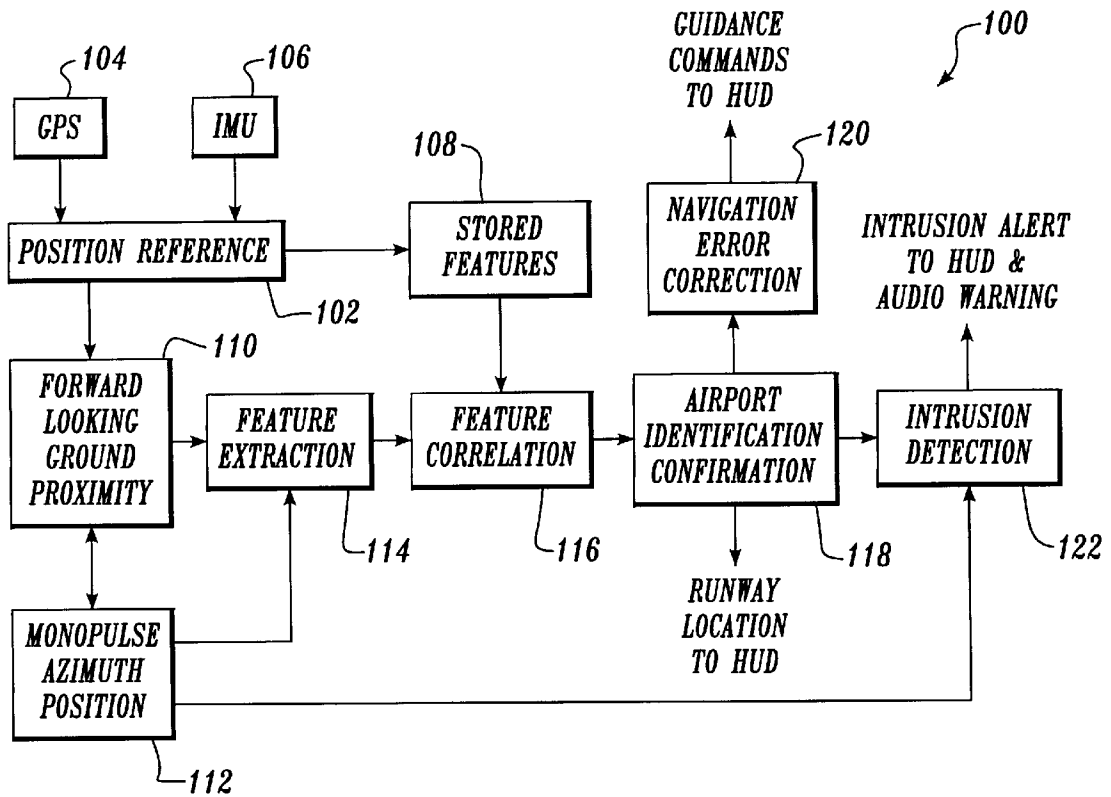 GUIDANCE
COMMANDS
TO HUD
100
104
106
GPS
IMU
108
120
POSITION REFERENCE
102
STORED
FEATURES
NAVIGATION
ERROR
CORRECTION
INTRUSION ALERT
TO HUD &
AUDIO WARNING
110
FORWARD
LOOKING
GROUND
PROXIMITY
FEATURE
EXTRACTION
114
FEATURE
CORRELATION
116
AIRPORT
IDENTIFICATION
CONFIRMATION
118
INTRUSION
DETECTION
122
MONOPULSE
AZIMUTH
POSITION
112
RUNWAY
LOCATION
TO HUD